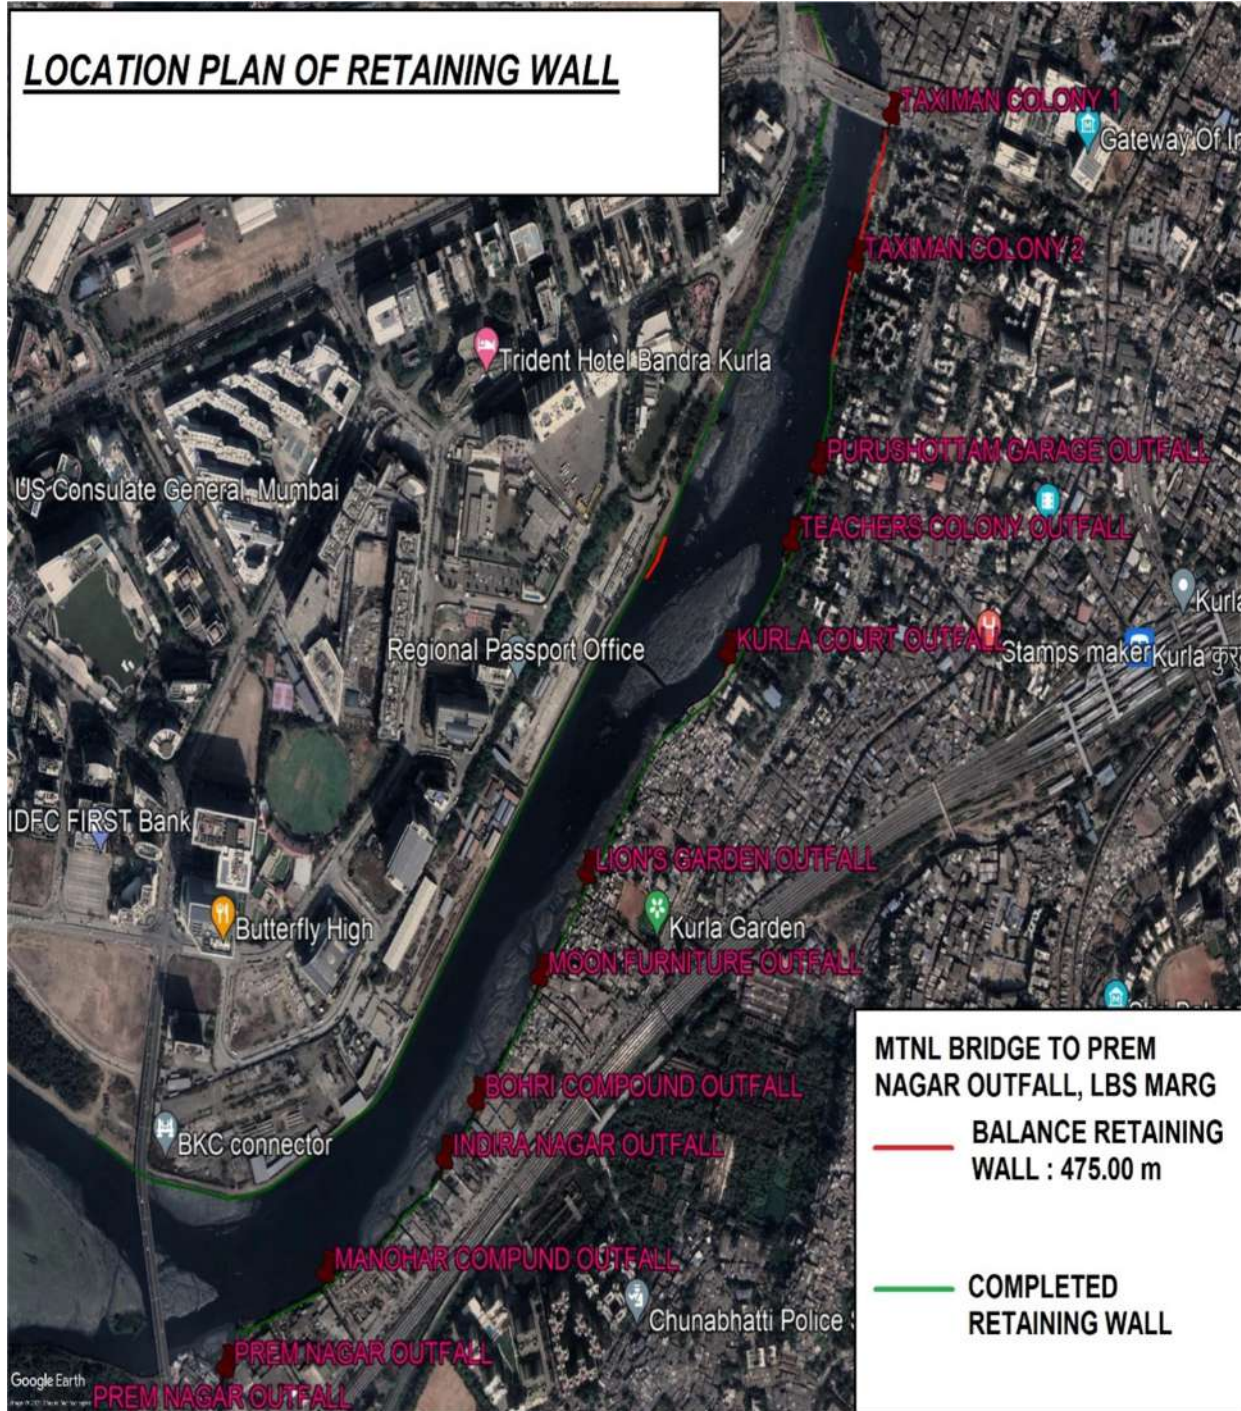 LOCATION PLAN OF RETAINING WALL
TAXIMAN COLONY 1
Gateway Of In
TAXIMAN COLONY 2
Trident Hotel Bandra Kurla
PURUSHOTTAM GARAGE OUTFALL
US Consulate General, Mumbai
TEACHERS COLONY OUTFALL
Kurla
KURLA COURT OUTFALL
Regional Passport Office
Stamps maker
Kurla
IDFC FIRST Bank
LION'S GARDEN OUTFALL
Butterfly High
Kurla Garden
MOON FURNITURE OUTFALL
MTNL BRIDGE TO PREM
NAGAR OUTFALL, LBS MARG
BOHRI COMPOUND OUTFALL
BALANCE RETAINING
WALL : 475.00 m
BKC connector
INDIRA NAGAR OUTFALL
MANOHAR COMPUND OUTFALL
COMPLETED
RETAINING WALL
Chunabhatti Police
PREM NAGAR OUTFALL
Google Earth
PREM NAGAR OUTFALL